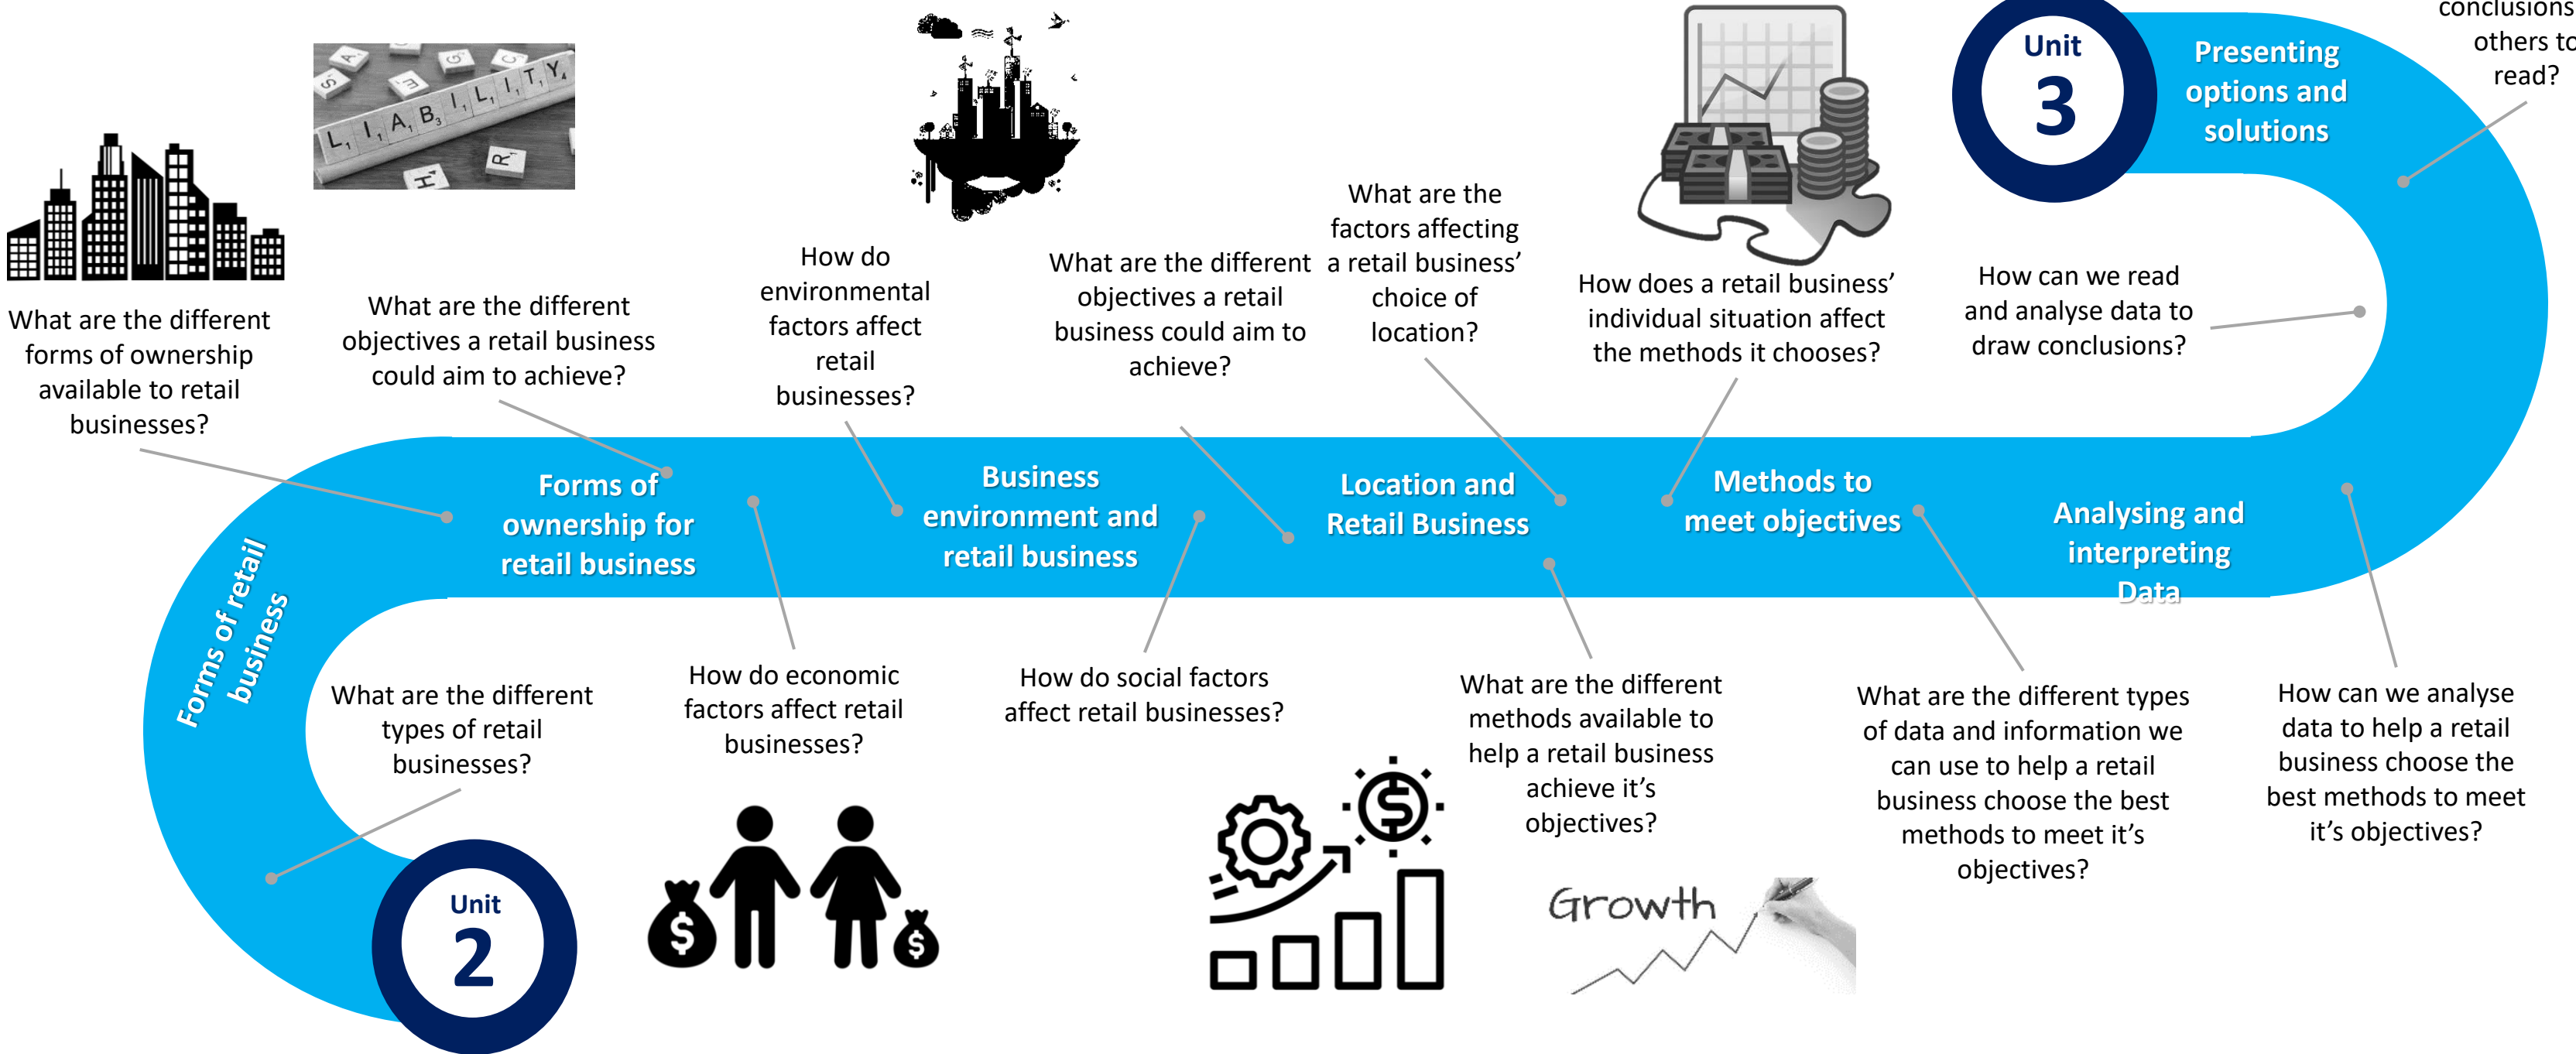 conclusions
others to
read?
Unit
3
Presenting
options and
solutions
L I A B I L I T Y
What are the different
forms of ownership
available to retail
businesses?
What are the different
objectives a retail business
could aim to achieve?
How do
environmental
factors affect
retail
businesses?
What are the different
objectives a retail
business could aim to
achieve?
What are the
factors affecting
a retail business’
choice of
location?
How does a retail business’
individual situation affect
the methods it chooses?
How can we read
and analyse data to
draw conclusions?
Forms of retail
business
Forms of
ownership for
retail business
Business
environment and
retail business
Location and
Retail Business
Methods to
meet objectives
Analysing and
interpreting
Data
What are the different
types of retail
businesses?
How do economic
factors affect retail
businesses?
How do social factors
affect retail businesses?
What are the different
methods available to
help a retail business
achieve it’s
objectives?
What are the different types
of data and information we
can use to help a retail
business choose the best
methods to meet it’s
objectives?
How can we analyse
data to help a retail
business choose the
best methods to meet
it’s objectives?
Unit
2
Growth